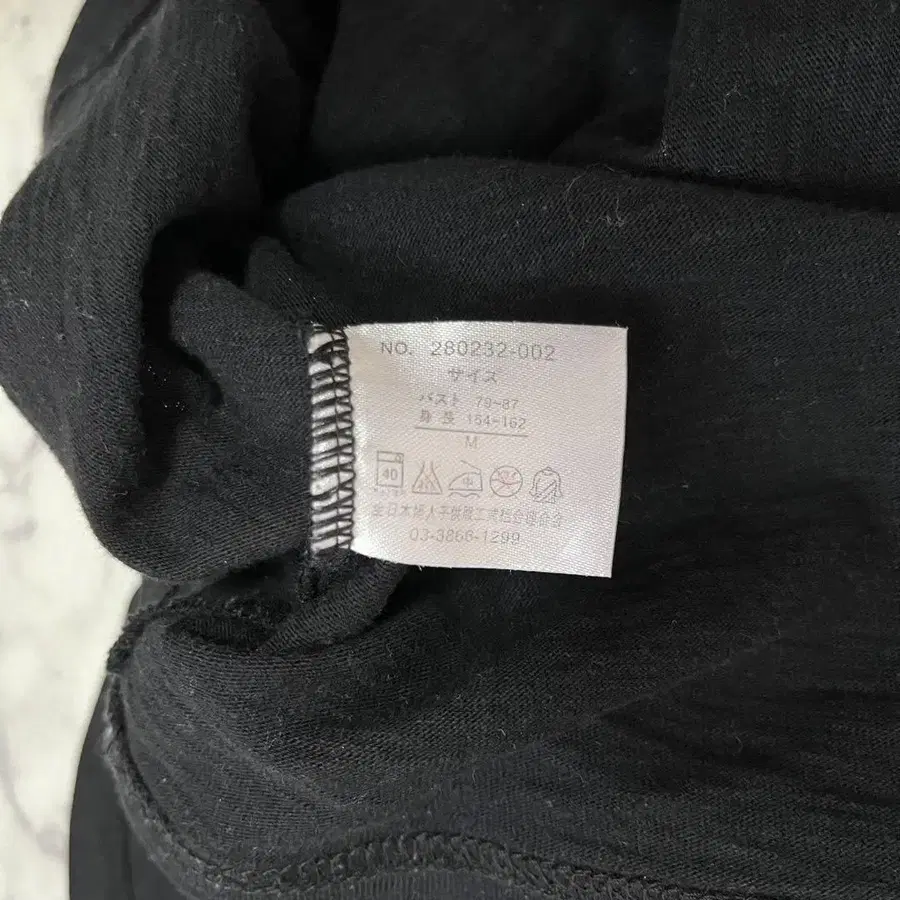 NO. 280232-002
サイズ
バスト 79-87
身長 154-162
M
40
中
全日本婦人子供服工業組合連合会
03-3866-1299